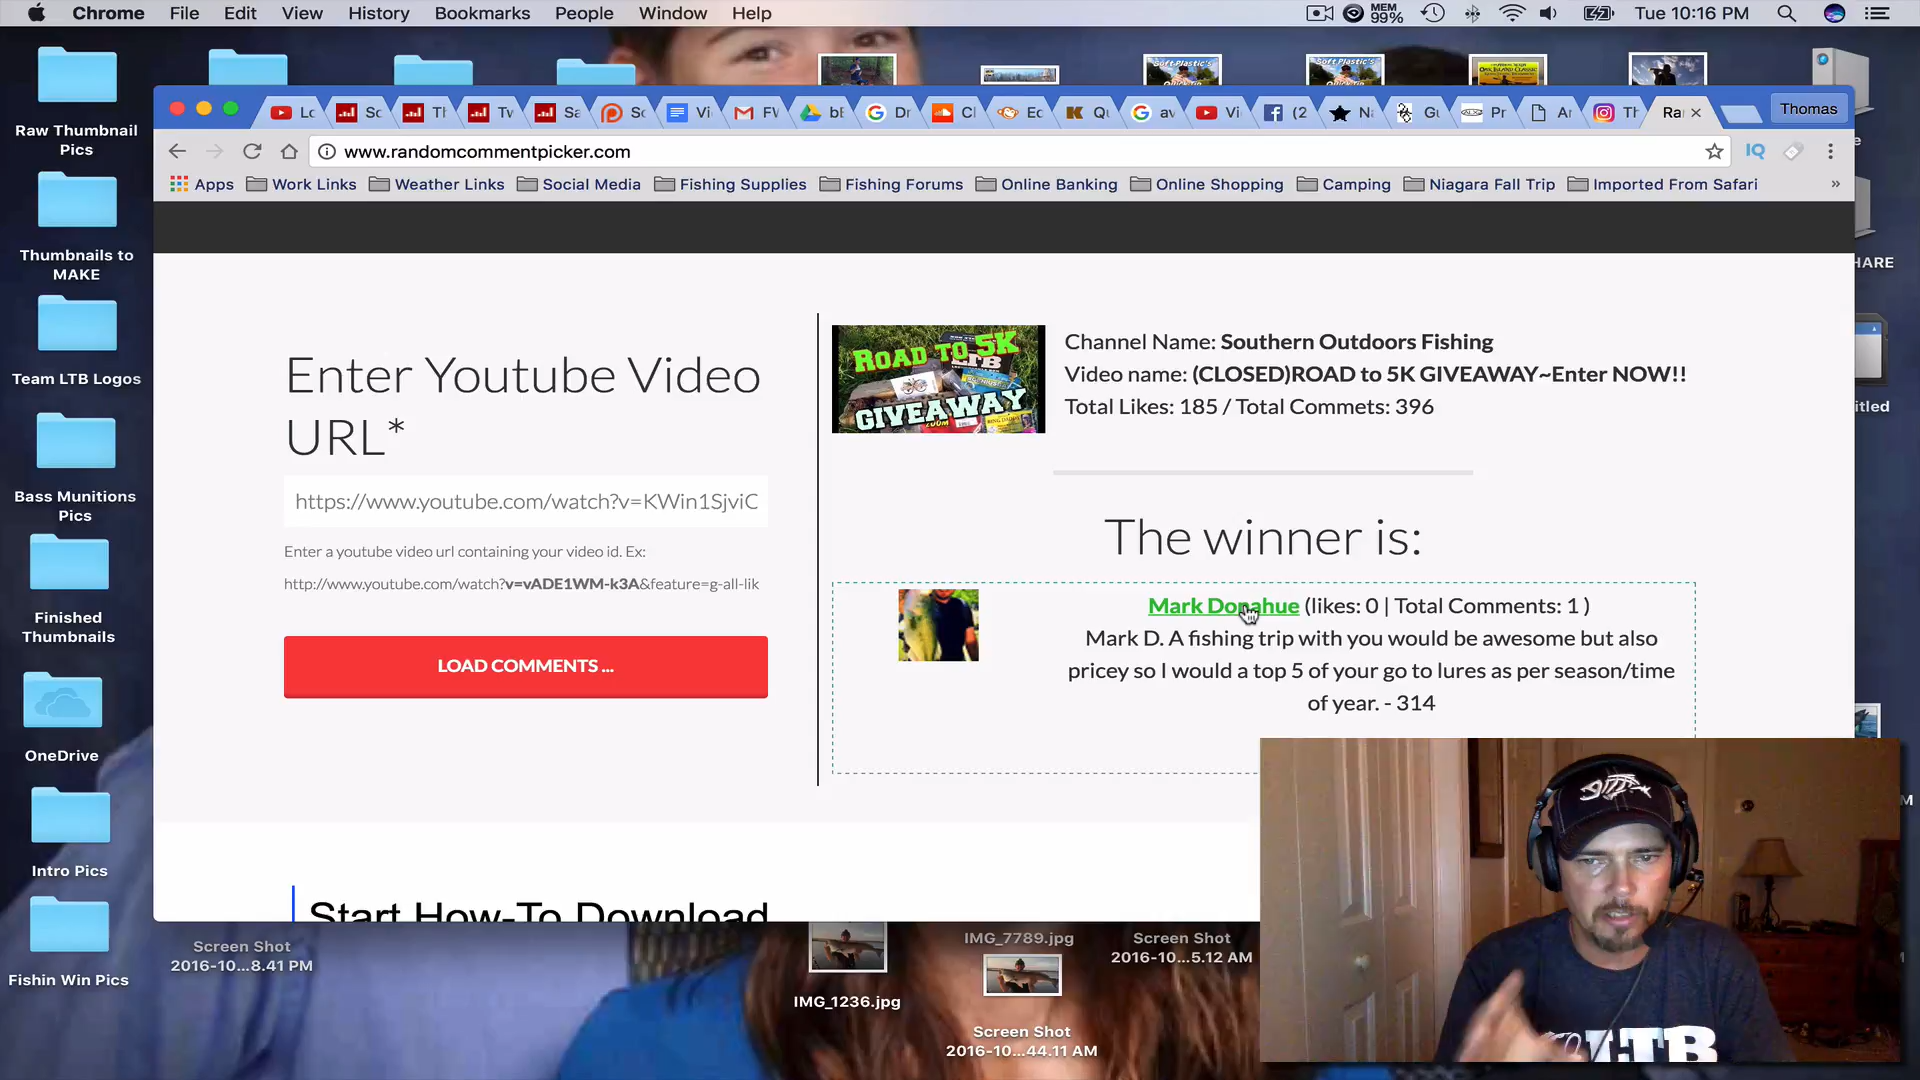 Chrome File Edit View History Bookmarks People Window Help MEM 99% Tue 10:16 PM
Thomas
www.randomcommentpicker.com IQ
Apps Work Links Weather Links Social Media Fishing Supplies Fishing Forums Online Banking Online Shopping Camping Niagara Fall Trip Imported From Safari »
Raw Thumbnail
Pics
Thumbnails to
MAKE
Team LTB Logos
Bass Munitions
Pics
Finished
Thumbnails
OneDrive
Intro Pics
Fishin Win Pics
Enter Youtube Video
URL*
https://www.youtube.com/watch?v=KWin1SjviC
Enter a youtube video url containing your video id. Ex:
http://www.youtube.com/watch?v=vADE1WM-k3A&feature=g-all-lik
LOAD COMMENTS ...
ROAD TO 5K
LTB
GIVEAWAY
ZOOM
Channel Name: Southern Outdoors Fishing
Video name: (CLOSED)ROAD to 5K GIVEAWAY~Enter NOW!!
Total Likes: 185 / Total Commets: 396
The winner is:
Mark Donahue (likes: 0 | Total Comments: 1 )
Mark D. A fishing trip with you would be awesome but also
pricey so I would a top 5 of your go to lures as per season/time
of year. - 314
Start How-To Download
Screen Shot
2016-10...8.41 PM
IMG_1236.jpg
IMG_7789.jpg
Screen Shot
2016-10...44.11 AM
Screen Shot
2016-10...5.12 AM
HARE
itled
LTB